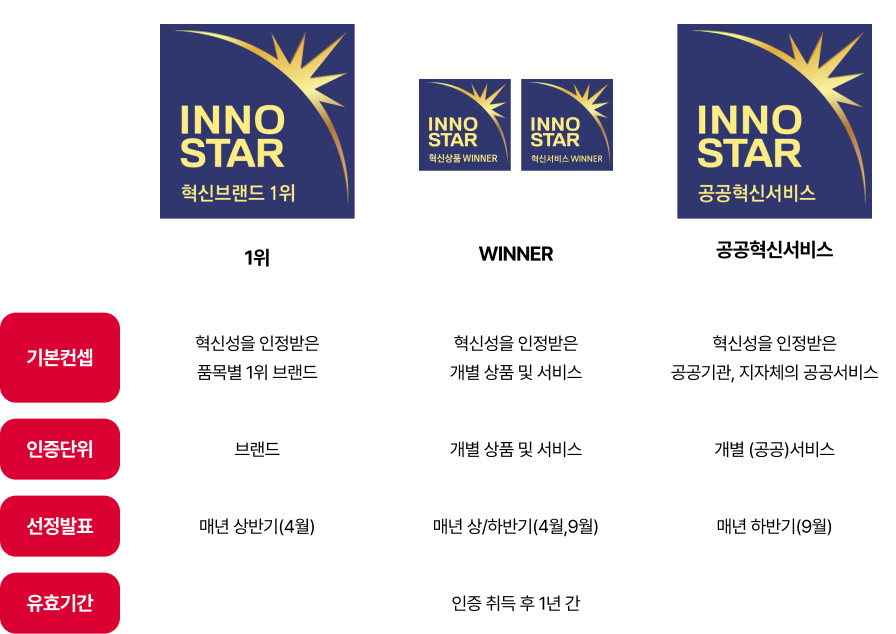 INNO
STAR
혁신브랜드 1위
INNO
STAR
혁신상품 WINNER
INNO
STAR
혁신서비스 WINNER
INNO
STAR
공공혁신서비스
1위
WINNER
공공혁신서비스
기본컨셉
혁신성을 인정받은
품목별 1위 브랜드
혁신성을 인정받은
개별 상품 및 서비스
혁신성을 인정받은
공공기관, 지자체의 공공서비스
인증단위
브랜드
개별 상품 및 서비스
개별 (공공)서비스
선정발표
매년 상반기(4월)
매년 상/하반기(4월,9월)
매년 하반기(9월)
유효기간
인증 취득 후 1년 간